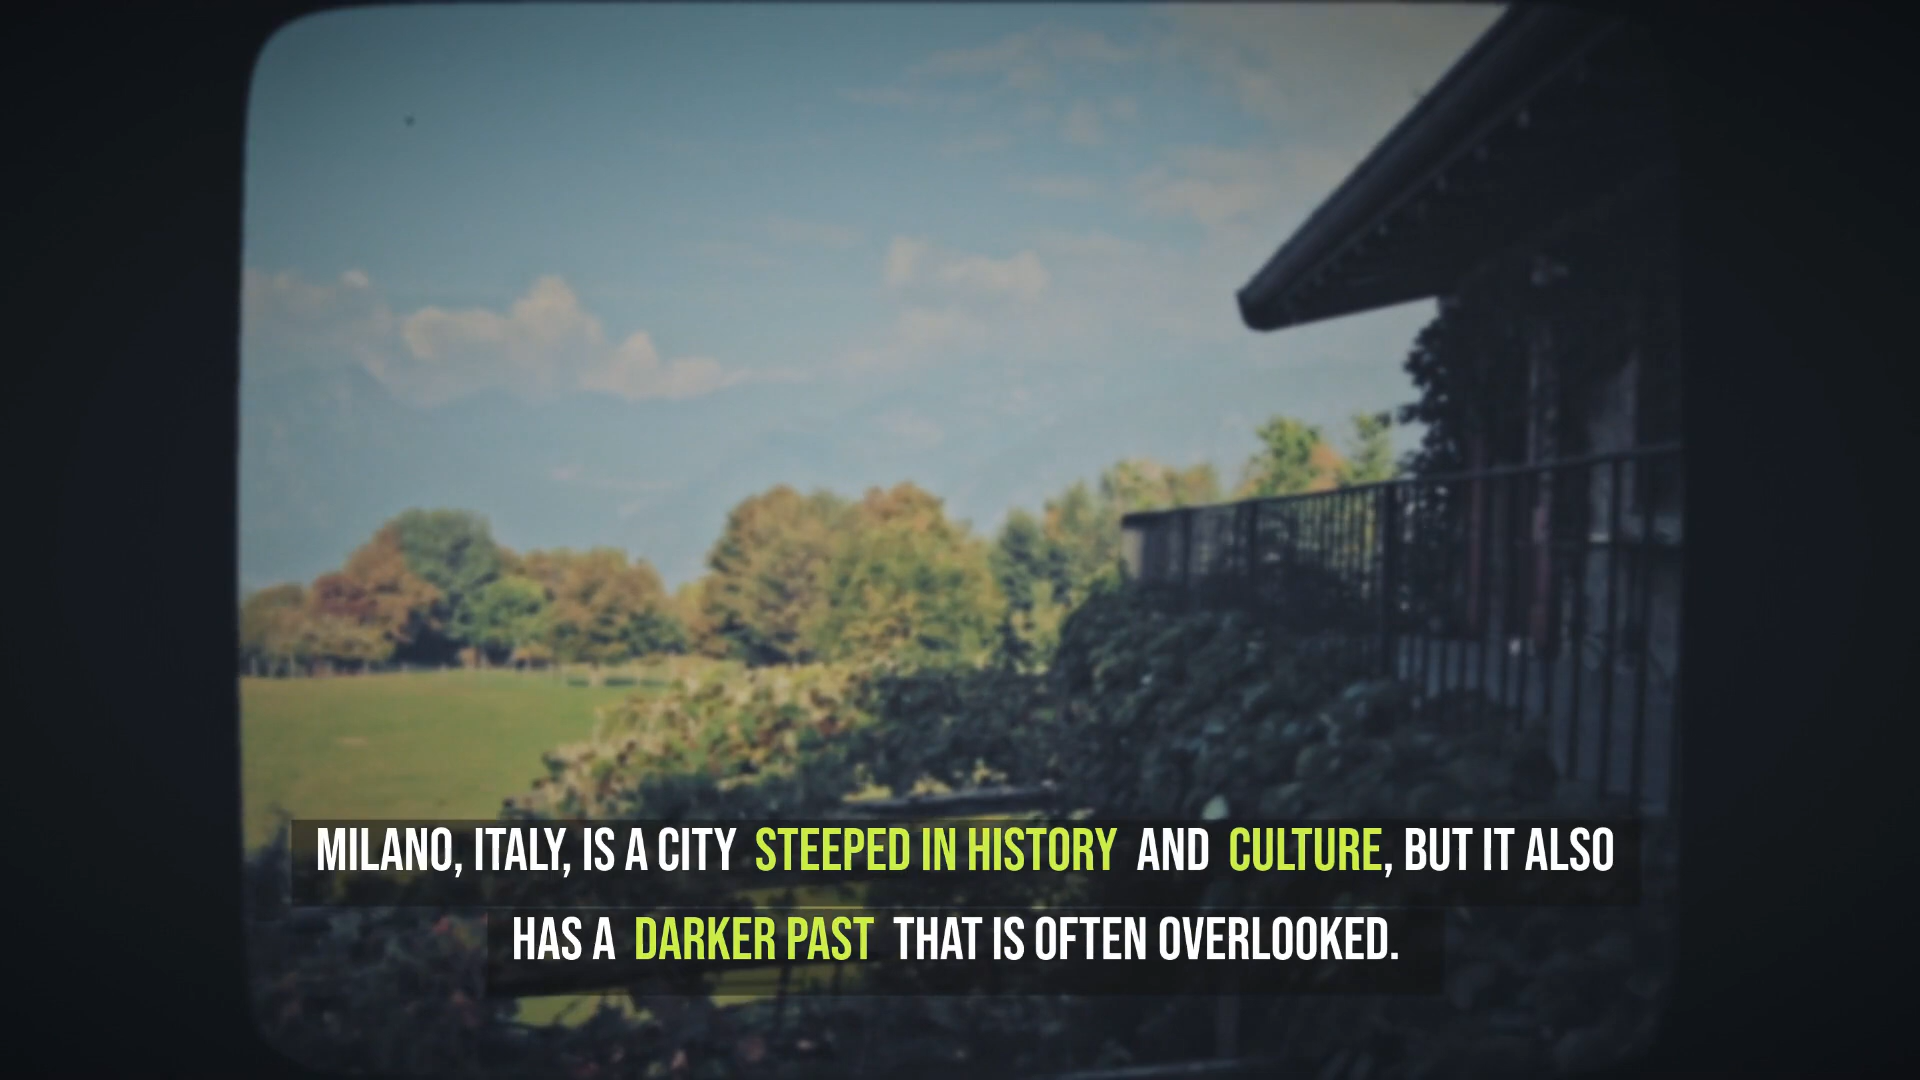 MILANO, ITALY, IS A CITY STEEPED IN HISTORY AND CULTURE, BUT IT ALSO
HAS A DARKER PAST THAT IS OFTEN OVERLOOKED.